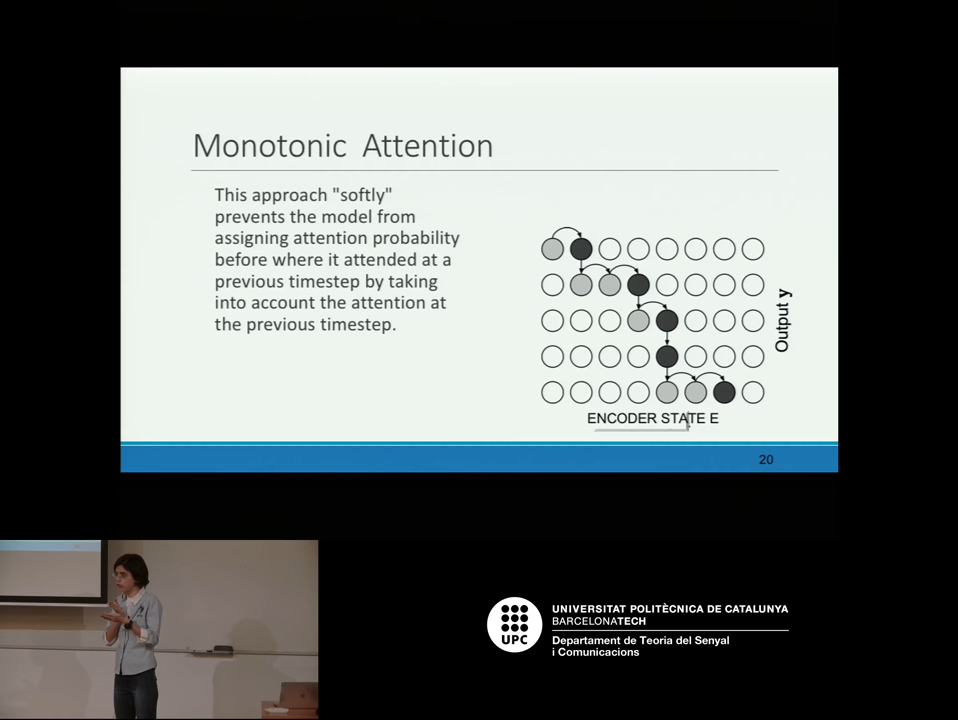 Monotonic Attention
This approach "softly"
prevents the model from
assigning attention probability
before where it attended at a
previous timestep by taking
into account the attention at
the previous timestep.
Output y
ENCODER STATE E
20
UPC
UNIVERSITAT POLITÈCNICA DE CATALUNYA
BARCELONATECH
Departament de Teoria del Senyal
i Comunicacions